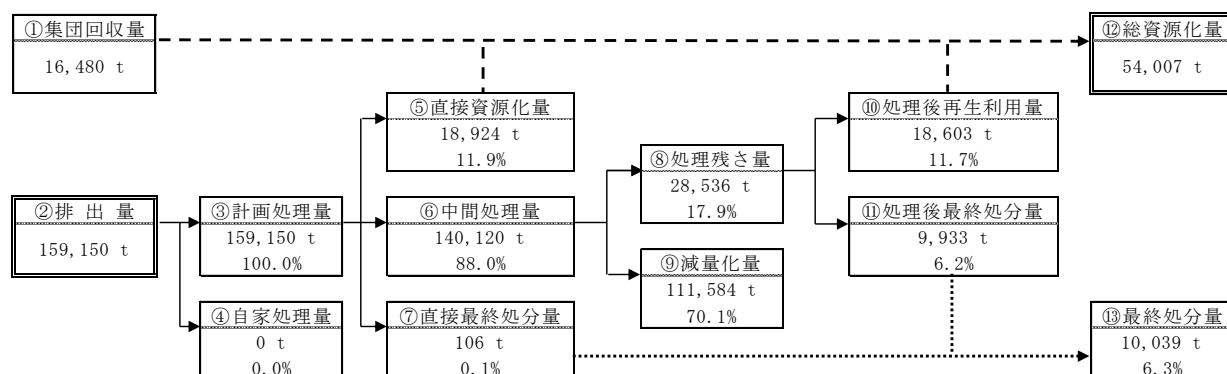 ①集団回収量
16,480 t
⑫総資源化量
54,007 t
⑤直接資源化量
18,924 t
11.9%
⑩処理後再生利用量
18,603 t
11.7%
⑧処理残さ量
28,536 t
17.9%
②排 出 量
159,150 t
③計画処理量
159,150 t
100.0%
⑥中間処理量
140,120 t
88.0%
⑪処理後最終処分量
9,933 t
6.2%
⑨減量化量
111,584 t
70.1%
④自家処理量
0 t
0.0%
⑦直接最終処分量
106 t
0.1%
⑬最終処分量
10,039 t
6.3%